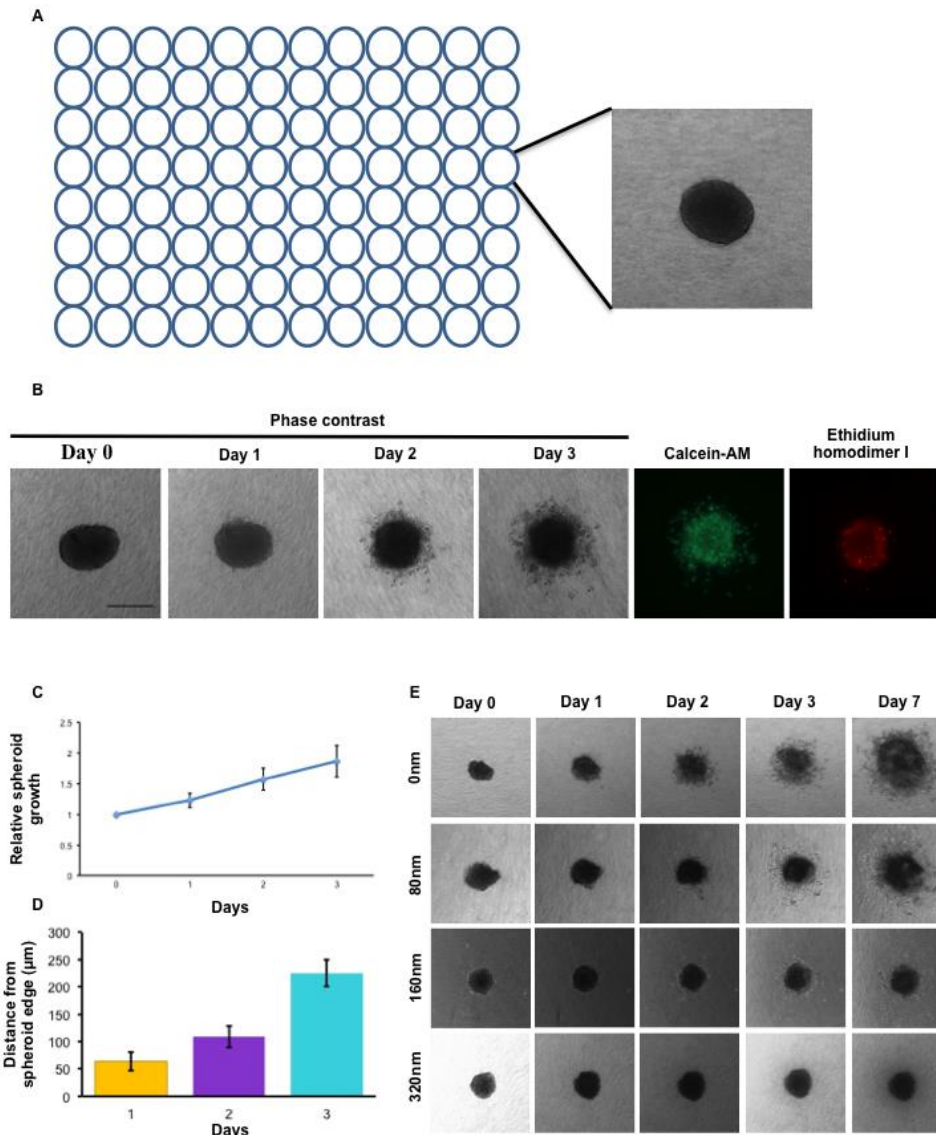 A
B
Phase contrast
Day 0
Day 1
Day 2
Day 3
Calcein-AM
Ethidium
homodimer I
C
Relative spheroid
growth
2.5
2
1.5
1
0.5
0
0
1
2
3
Days
D
Distance from
spheroid edge (µm)
300
250
200
150
100
50
0
1
2
3
Days
E
Day 0
Day 1
Day 2
Day 3
Day 7
0nm
80nm
160nm
320nm